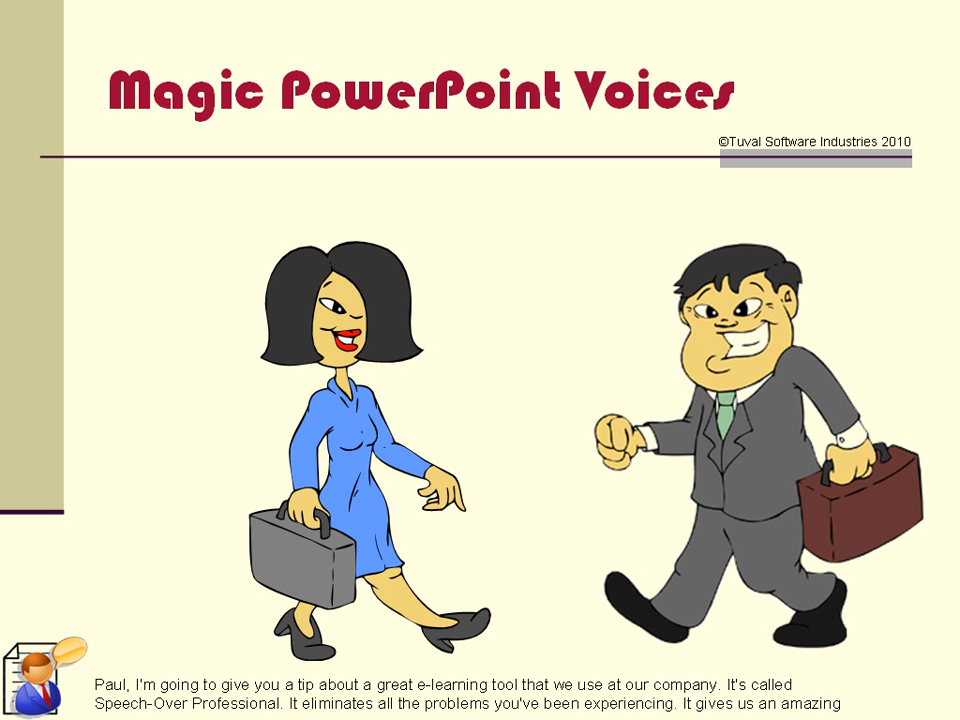 Magic PowerPoint Voices
©Tuval Software Industries 2010
Paul, I'm going to give you a tip about a great e-learning tool that we use at our company. It's called
Speech-Over Professional. It eliminates all the problems you've been experiencing. It gives us an amazing